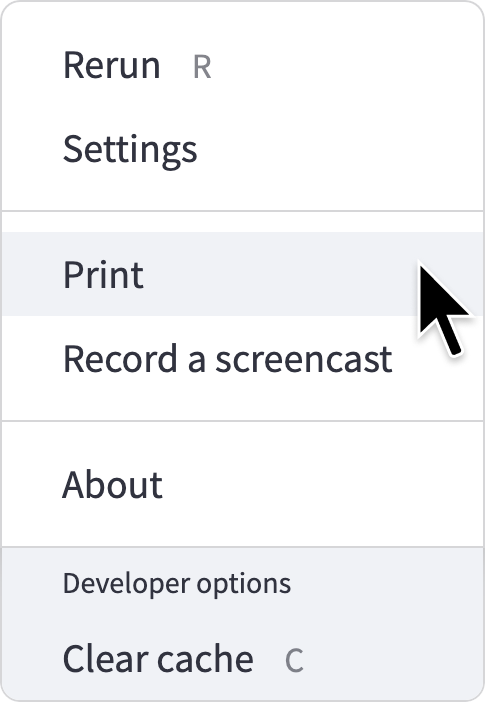 Rerun R
Settings
Print
Record a screencast
About
Developer options
Clear cache C